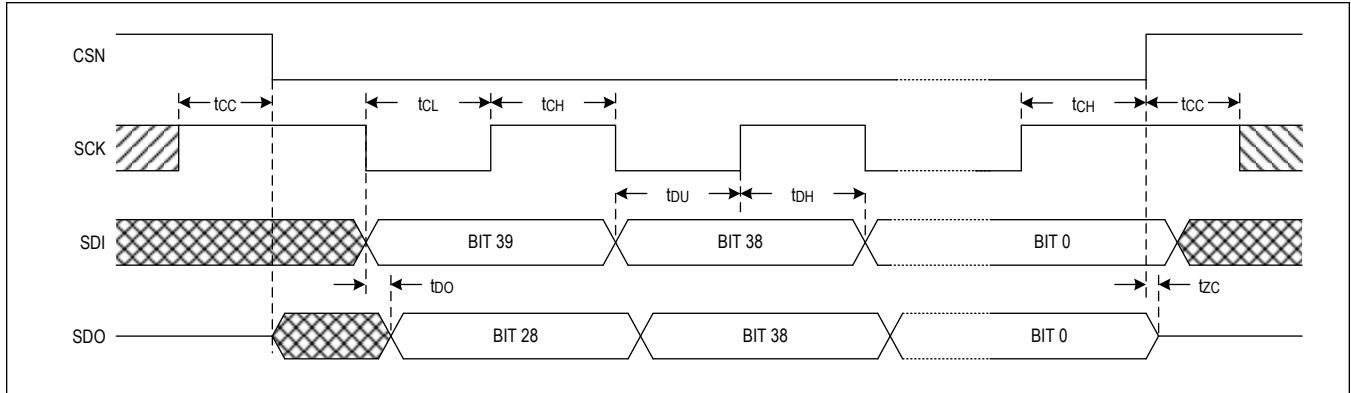 CSN
tCC tCL tCH tCH tCC
SCK
tDU tDH
SDI BIT 39 BIT 38 BIT 0
tDO tZC
SDO BIT 28 BIT 38 BIT 0